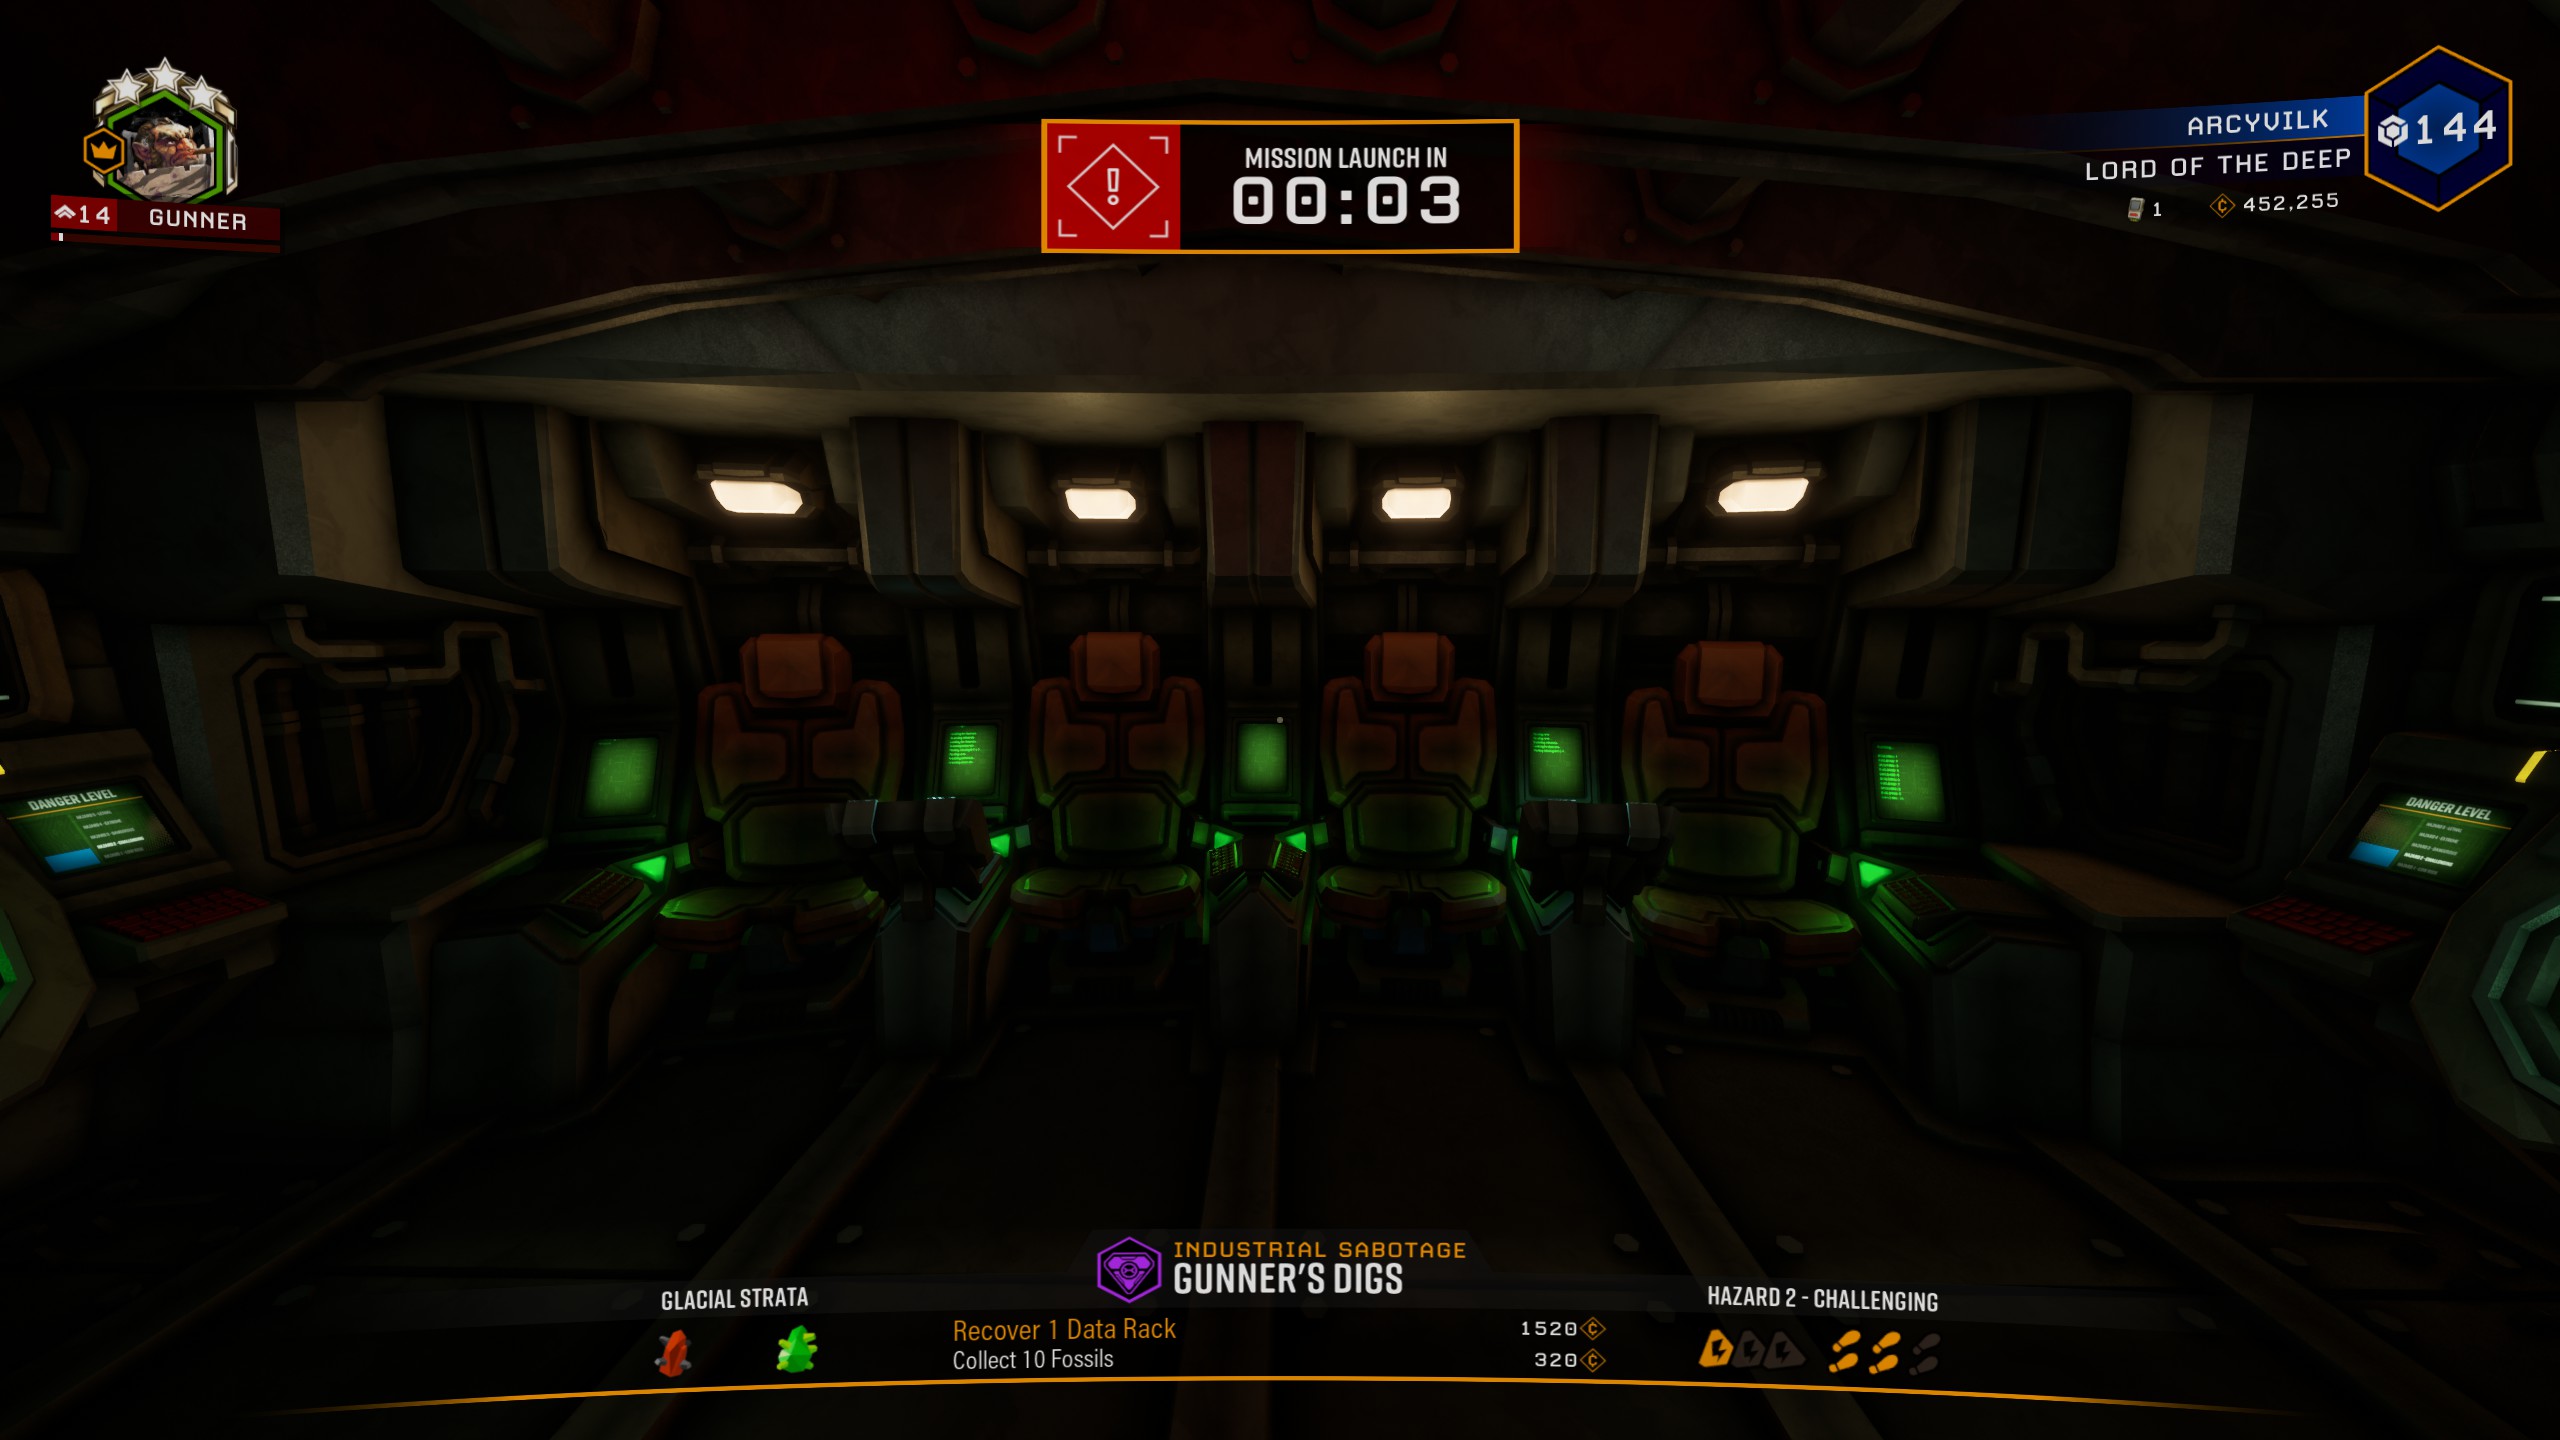 MISSION LAUNCH IN
00:03
14 GUNNER
ARCYVILK
144
LORD OF THE DEEP
1 452,255
DANGER LEVEL
DANGER LEVEL
INDUSTRIAL SABOTAGE
GUNNER'S DIGS
GLACIAL STRATA
Recover 1 Data Rack 1520
Collect 10 Fossils 320
HAZARD 2 - CHALLENGING